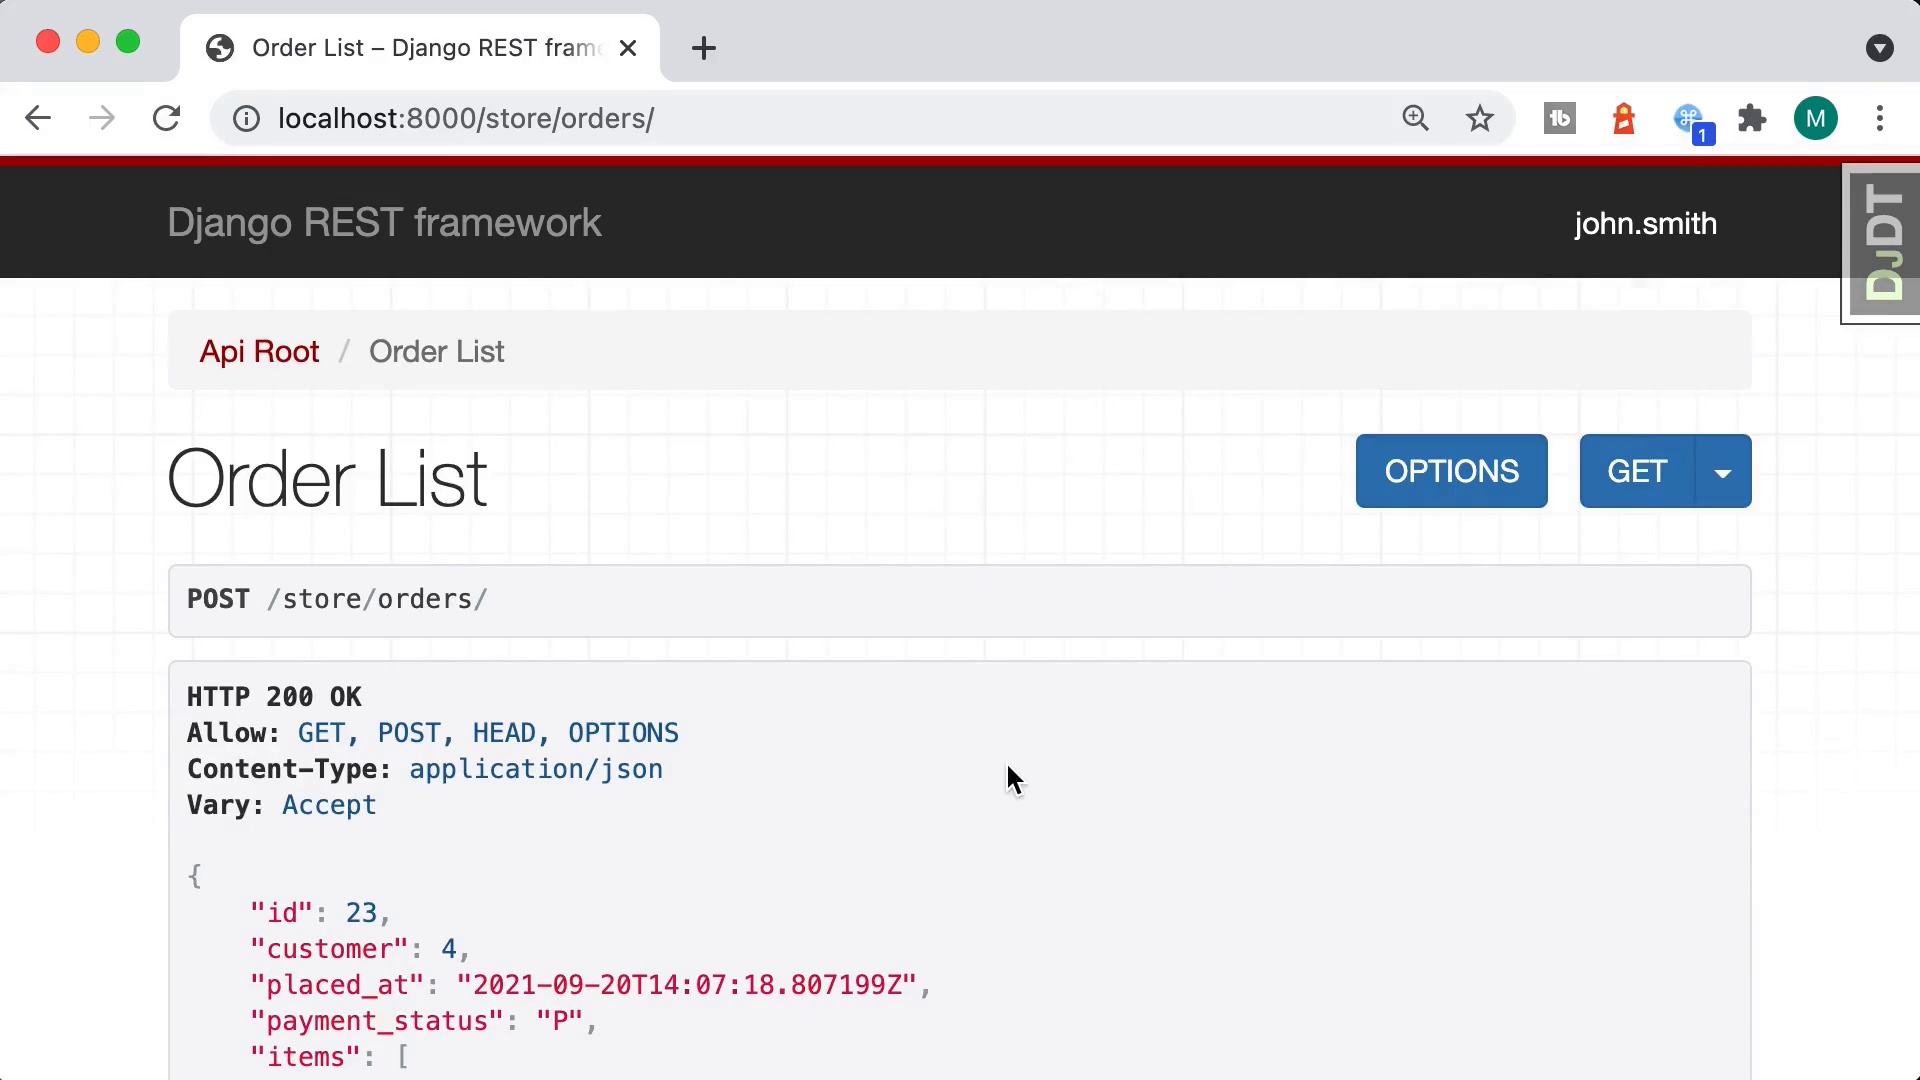 Order List – Django REST frame
localhost:8000/store/orders/
1
M
Django REST framework
john.smith
DJDT
Api Root / Order List
Order List
OPTIONS
GET
POST /store/orders/
HTTP 200 OK
Allow: GET, POST, HEAD, OPTIONS
Content-Type: application/json
Vary: Accept
{
"id": 23,
"customer": 4,
"placed_at": "2021-09-20T14:07:18.807199Z",
"payment_status": "P",
"items": [